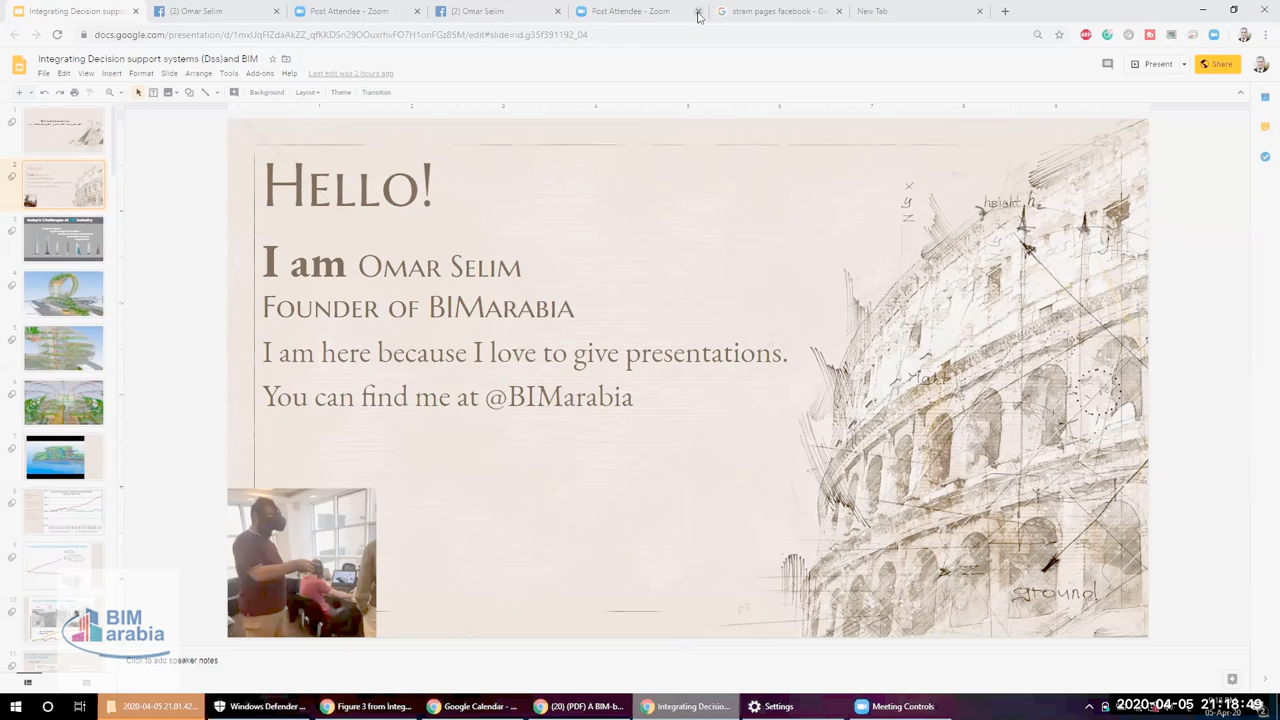 Integrating Decision
(2) Omar Selim
Post Attendee - Zoom
(2) Omar Selim
Post Attendee - Zoom
stram pages facebook - Go
New Tab
docs.google.com/presentation/d/1mxUqFIZdaAkZZ_qfKKDSn29OOuxrhvFO7H1onFGz85M/edit#slide=id.g35f391192_04
Integrating Decision support systems (Dss)and BIM
File Edit View Insert Format Slide Arrange Tools Add-ons Help Last edit was 2 hours ago
Present
Share
Background Layout Theme Transition
Hello!
I am Omar Selim
Founder of BIMarabia
I am here because I love to give presentations.
You can find me at @BIMarabia
x
y
z
height hz
ground
BIM
arabia
Click to add speaker notes
2020-04-05 21.01.42...
Windows Defender ...
Figure 3 from Integ...
Google Calendar - ...
(20) (PDF) A BIM-b...
Integrating Decisio...
Settings
Meeting Controls
2020-04-05 21:18:49
05-Apr-20